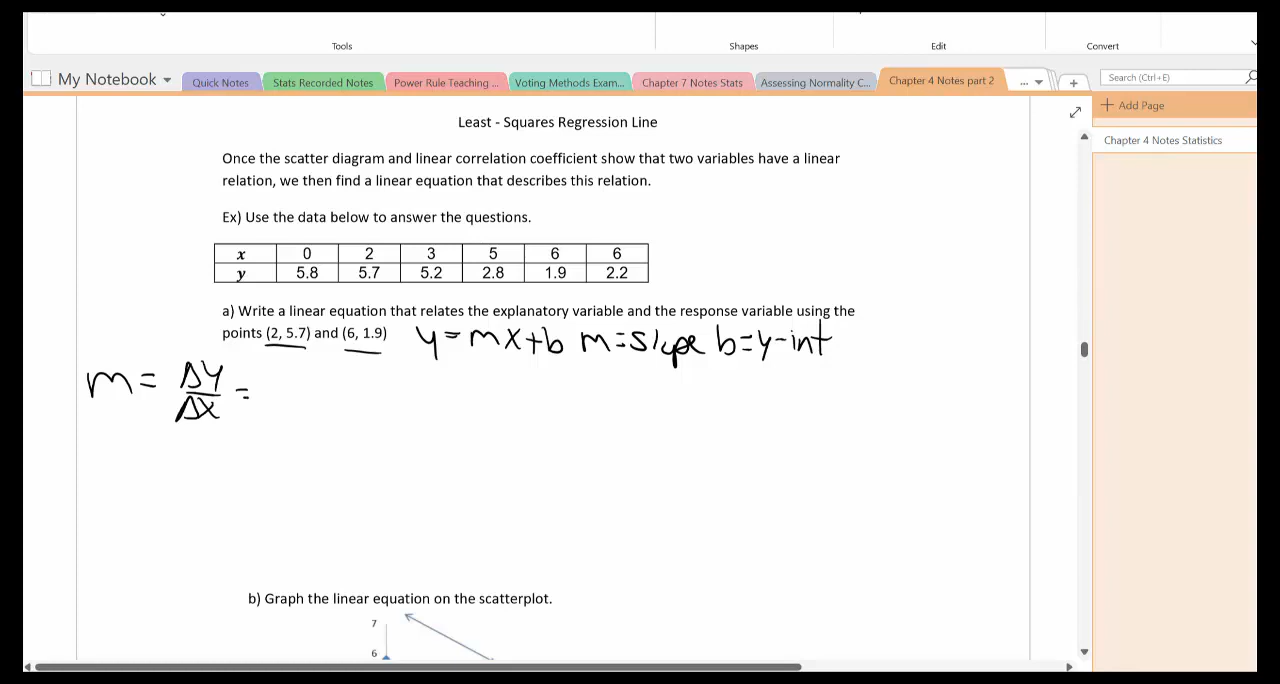 Tools Shapes Edit Convert
My Notebook Quick Notes Stats Recorded Notes Power Rule Teaching ... Voting Methods Exam... Chapter 7 Notes Stats Assessing Normality C... Chapter 4 Notes part 2 ... + Search (Ctrl+E)
+ Add Page
Chapter 4 Notes Statistics
Least - Squares Regression Line
Once the scatter diagram and linear correlation coefficient show that two variables have a linear
relation, we then find a linear equation that describes this relation.
Ex) Use the data below to answer the questions.
x 0 2 3 5 6 6
y 5.8 5.7 5.2 2.8 1.9 2.2
a) Write a linear equation that relates the explanatory variable and the response variable using the
points (2, 5.7) and (6, 1.9) y=mx+b m=slope b=y-int
m = ΔY/ΔX =
b) Graph the linear equation on the scatterplot.
7
6